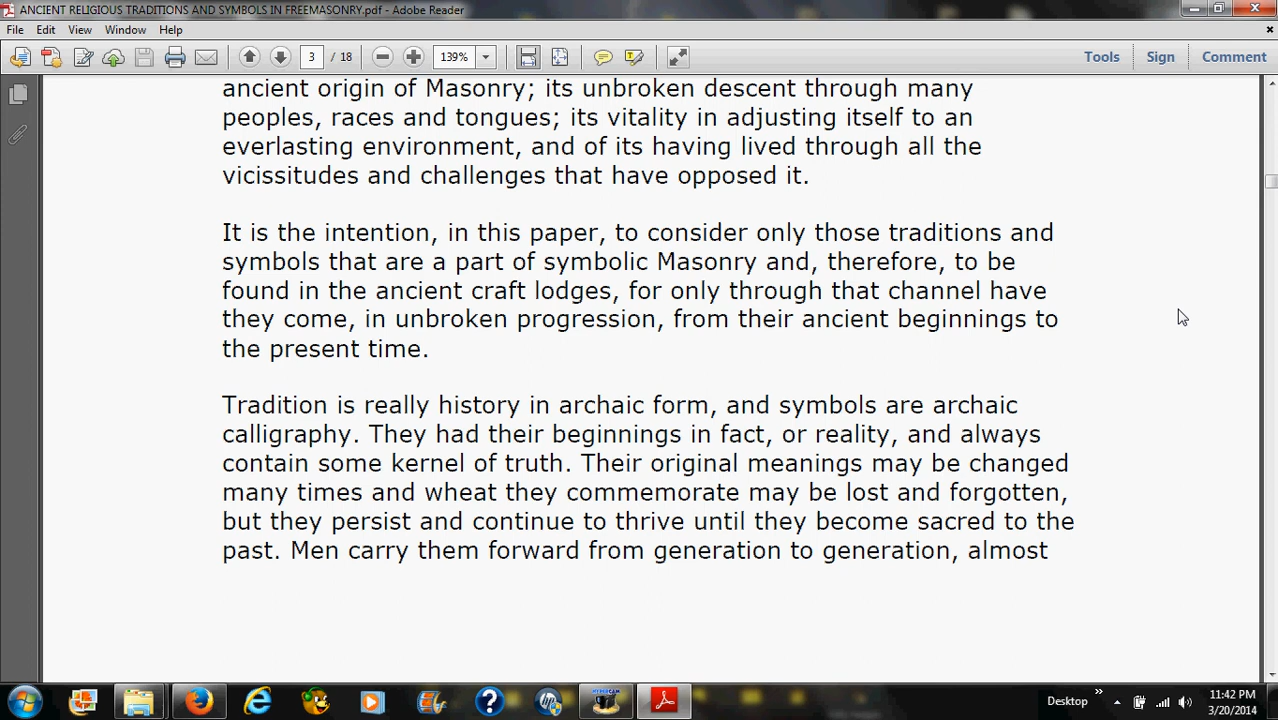 ANCIENT RELIGIOUS TRADITIONS AND SYMBOLS IN FREEMASONRY.pdf - Adobe Reader
File Edit View Window Help
3 / 18 139% Tools Sign Comment
ancient origin of Masonry; its unbroken descent through many
peoples, races and tongues; its vitality in adjusting itself to an
everlasting environment, and of its having lived through all the
vicissitudes and challenges that have opposed it.
It is the intention, in this paper, to consider only those traditions and
symbols that are a part of symbolic Masonry and, therefore, to be
found in the ancient craft lodges, for only through that channel have
they come, in unbroken progression, from their ancient beginnings to
the present time.
Tradition is really history in archaic form, and symbols are archaic
calligraphy. They had their beginnings in fact, or reality, and always
contain some kernel of truth. Their original meanings may be changed
many times and wheat they commemorate may be lost and forgotten,
but they persist and continue to thrive until they become sacred to the
past. Men carry them forward from generation to generation, almost
Desktop
11:42 PM
3/20/2014